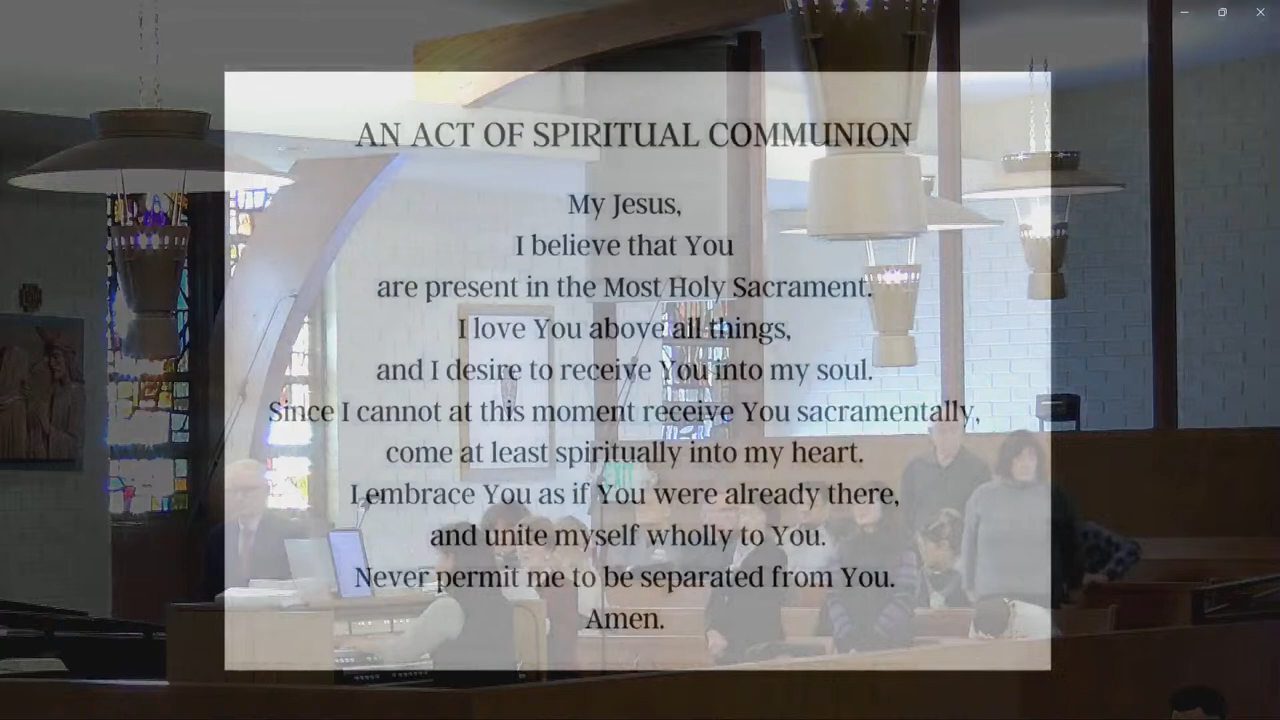 AN ACT OF SPIRITUAL COMMUNION
My Jesus,
I believe that You
are present in the Most Holy Sacrament.
I love You above all things,
and I desire to receive You into my soul.
Since I cannot at this moment receive You sacramentally,
come at least spiritually into my heart.
I embrace You as if You were already there,
and unite myself wholly to You.
Never permit me to be separated from You.
Amen.
EXIT